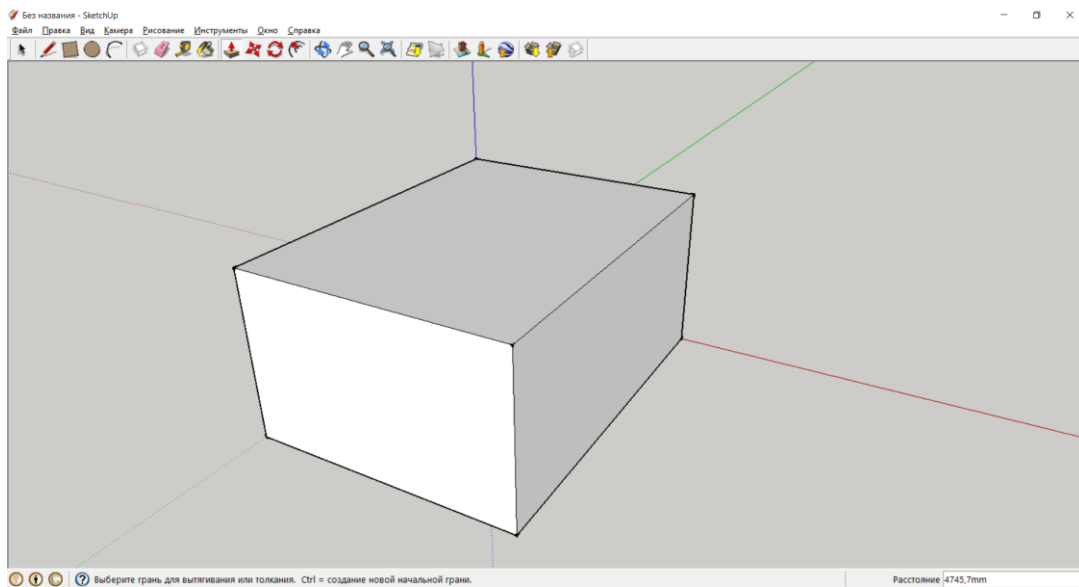 Без названия - SketchUp
Файл Правка Вид Камера Рисование Инструменты Окно Справка
Выберите грань для вытягивания или толкания. Ctrl = создание новой начальной грани.
Расстояние 4745,7mm